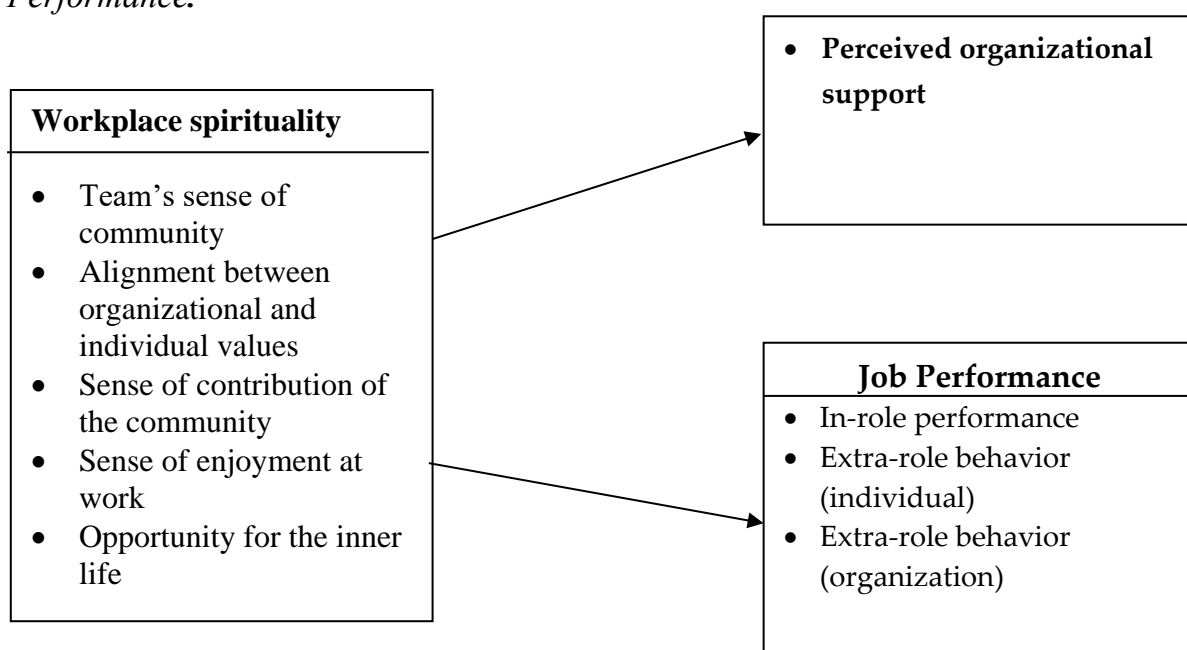 Performance.
Workplace spirituality
• Team’s sense of
community
• Alignment between
organizational and
individual values
• Sense of contribution of
the community
• Sense of enjoyment at
work
• Opportunity for the inner
life
• Perceived organizational
support
Job Performance
• In-role performance
• Extra-role behavior
(individual)
• Extra-role behavior
(organization)